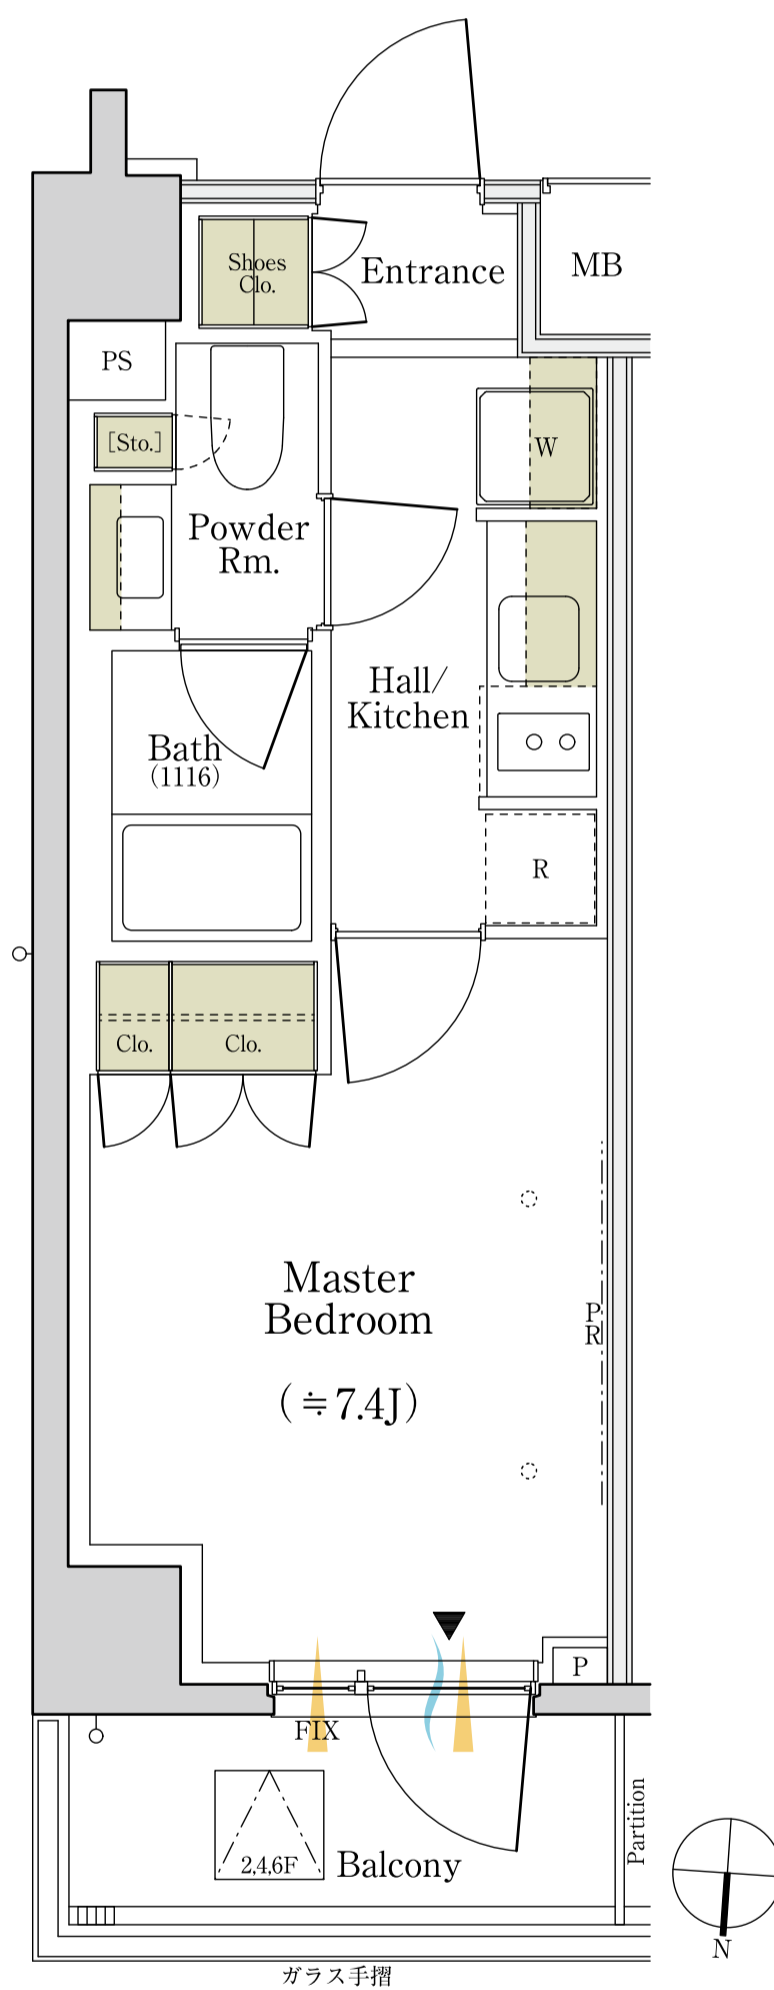 Shoes
Clo.
Entrance
MB
PS
[Sto.]
W
Powder
Rm.
Hall/
Kitchen
Bath
(1116)
R
Clo.
Clo.
Master
Bedroom
(≒7.4J)
P
R
P
FIX
Partition
2,4,6F
Balcony
N
ガラス手摺